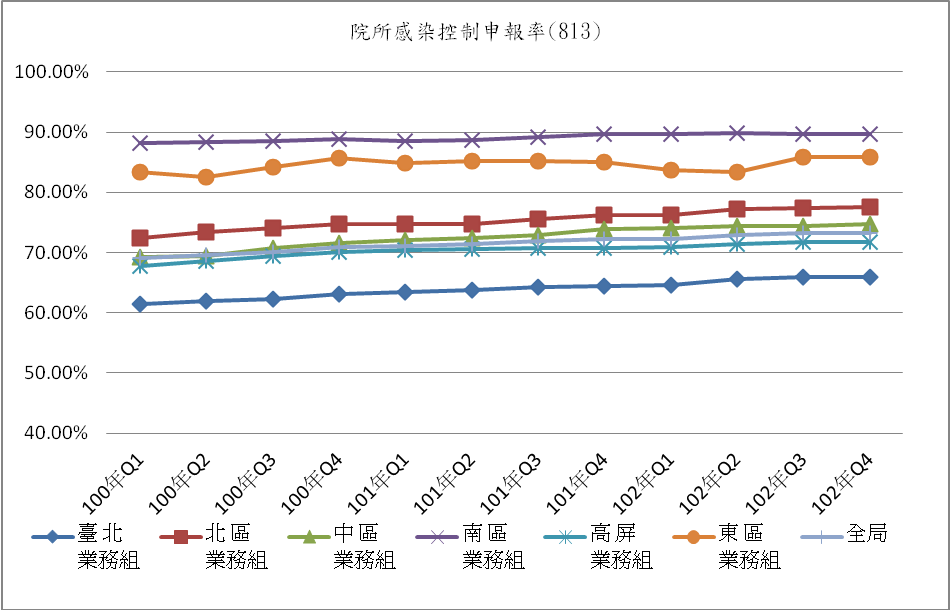 院所感染控制申報率(813)
100.00%
90.00%
80.00%
70.00%
60.00%
50.00%
40.00%
100年Q1
100年Q2
100年Q3
100年Q4
101年Q1
101年Q2
101年Q3
101年Q4
102年Q1
102年Q2
102年Q3
102年Q4
臺北
業務組
北區
業務組
中區
業務組
南區
業務組
高屏
業務組
東區
業務組
全局